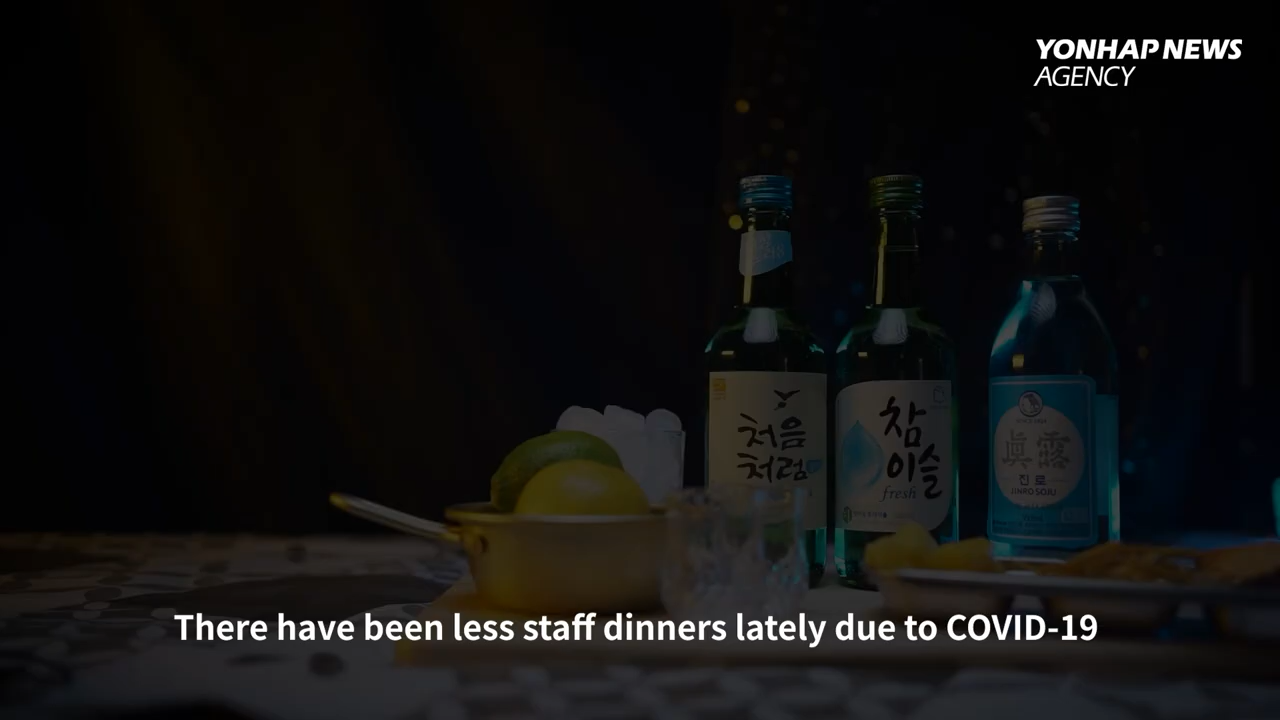 YONHAP NEWS
AGENCY
처음
처럼
참
이슬
fresh
眞露
진로
JINRO SOJU
There have been less staff dinners lately due to COVID-19